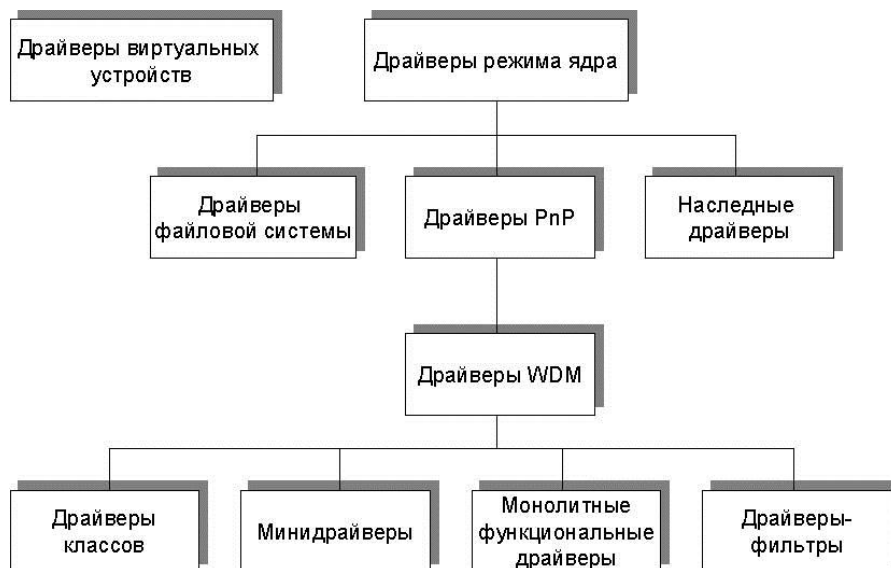 Драйверы виртуальных
устройств
Драйверы режима ядра
Драйверы
файловой системы
Драйверы PnP
Наследные
драйверы
Драйверы WDM
Драйверы
классов
Минидрайверы
Монолитные
функциональные
драйверы
Драйверы-
фильтры